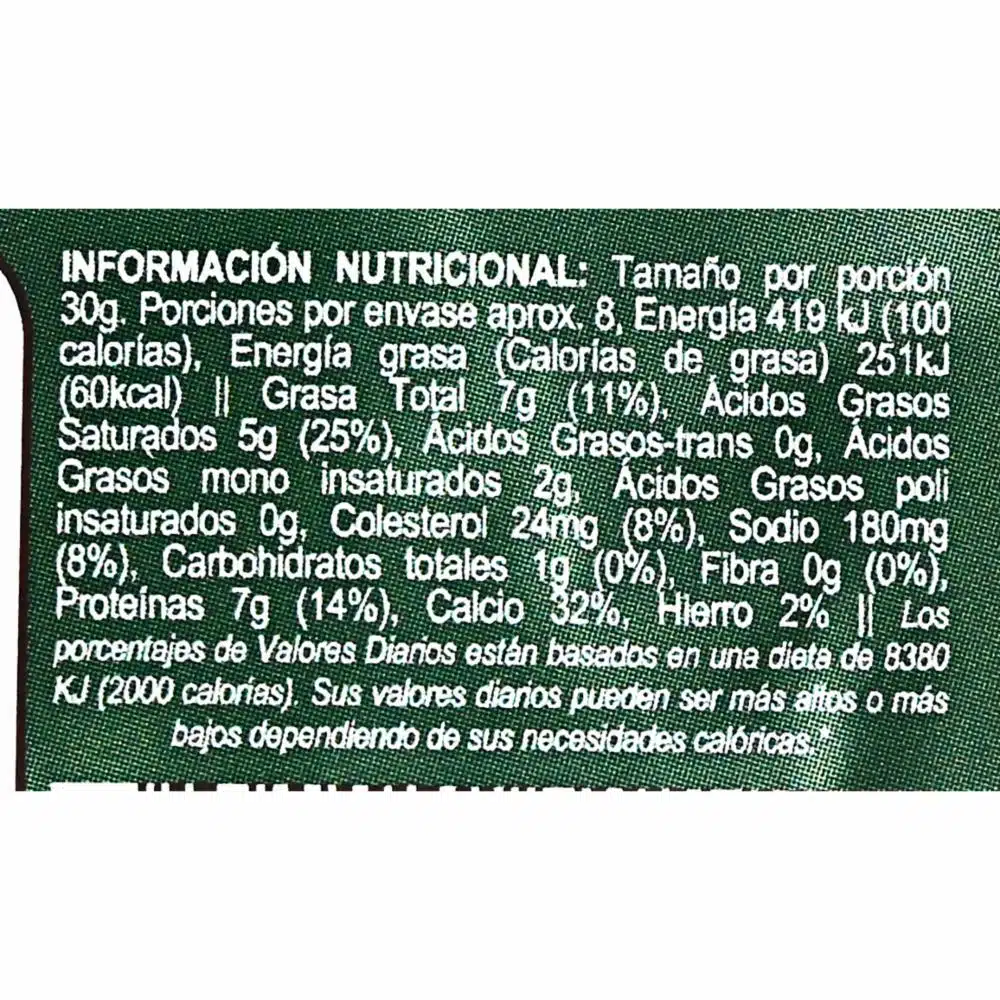 INFORMACIÓN NUTRICIONAL: Tamaño por porción
30g. Porciones por envase aprox. 8, Energía 419 kJ (100
calorías), Energía grasa (Calorías de grasa) 251kJ
(60kcal) || Grasa Total 7g (11%), Ácidos Grasos
Saturados 5g (25%), Ácidos Grasos-trans 0g, Ácidos
Grasos mono insaturados 2g, Ácidos Grasos poli
insaturados 0g, Colesterol 24mg (8%), Sodio 180mg
(8%), Carbohidratos totales 1g (0%), Fibra 0g (0%),
Proteínas 7g (14%), Calcio 32%, Hierro 2% || Los
porcentajes de Valores Diarios están basados en una dieta de 8380
KJ (2000 calorías). Sus valores diarios pueden ser más altos o más
bajos dependiendo de sus necesidades calóricas.*